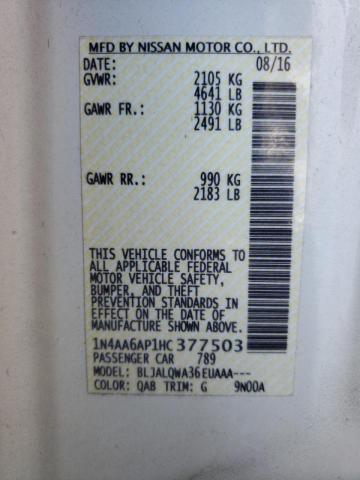 MFD BY NISSAN MOTOR CO., LTD.
DATE: 08/16
GVWR: 2105 KG
4641 LB
GAWR FR.: 1130 KG
2491 LB
GAWR RR.: 990 KG
2183 LB
THIS VEHICLE CONFORMS TO
ALL APPLICABLE FEDERAL
MOTOR VEHICLE SAFETY,
BUMPER, AND THEFT
PREVENTION STANDARDS IN
EFFECT ON THE DATE OF
MANUFACTURE SHOWN ABOVE.
1N4AA6AP1HC377503
PASSENGER CAR 789
MODEL: BLJALQWA36EUAAA---
COLOR: QAB TRIM: G 9N00A